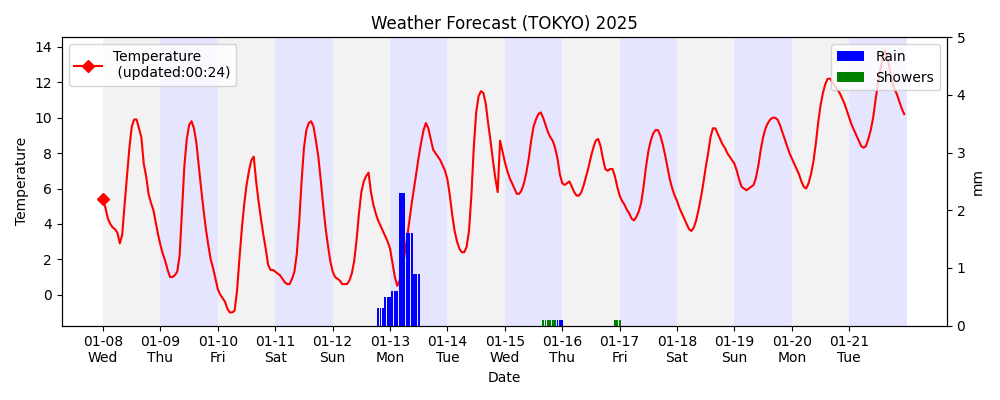 Weather Forecast (TOKYO) 2025
Temperature
(updated:00:24)
Rain
Showers
14
12
10
8
6
4
2
0
Temperature
5
4
3
2
1
0
mm
01-08 01-09 01-10 01-11 01-12 01-13 01-14 01-15 01-16 01-17 01-18 01-19 01-20 01-21
Wed Thu Fri Sat Sun Mon Tue Wed Thu Fri Sat Sun Mon Tue
Date